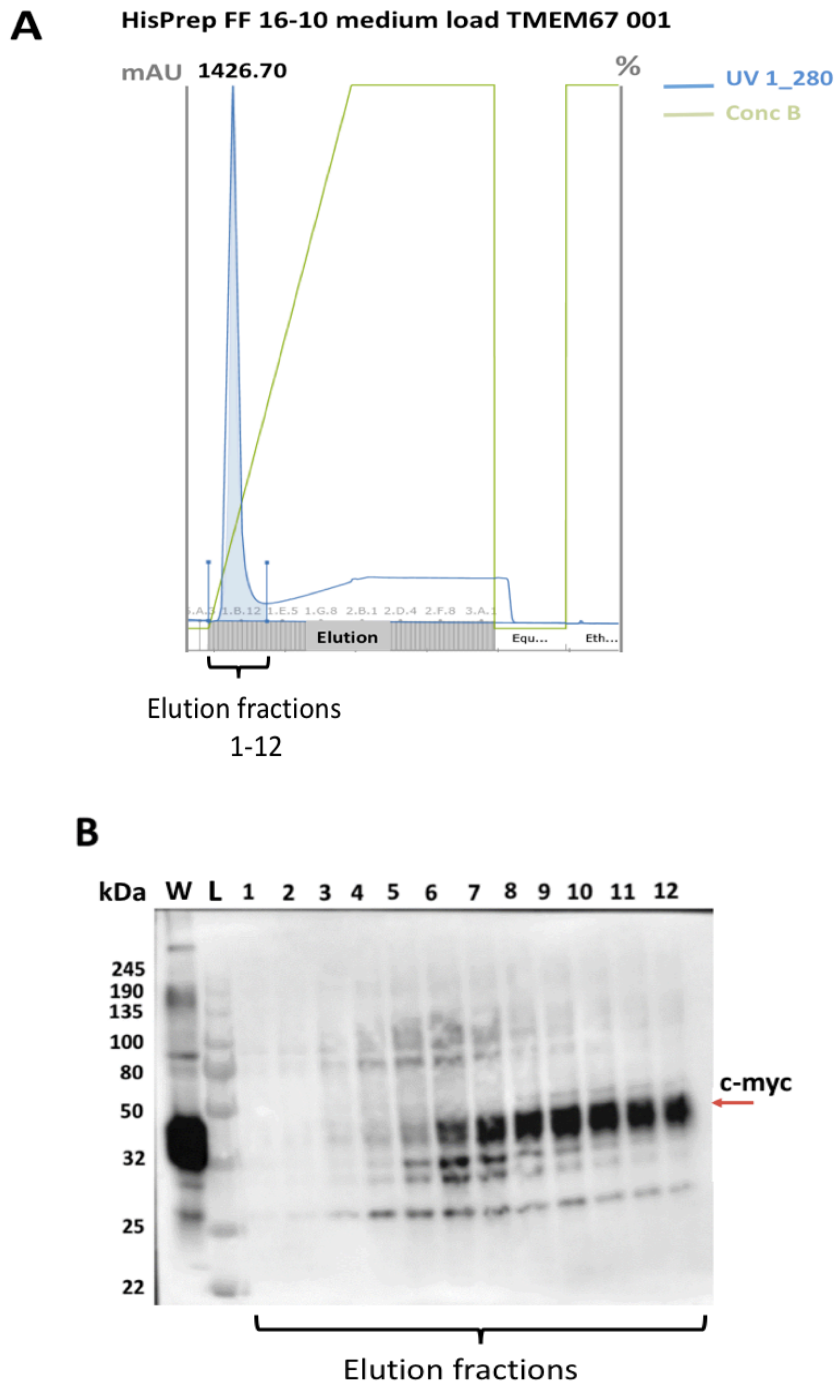 A
HisPrep FF 16-10 medium load TMEM67 001
mAU 1426.70 %
UV 1_280
Conc B
1.B.12 1.E.5 1.G.8 2.B.1 2.D.4 2.F.8 3.A.1
Elution Equ... Eth...
Elution fractions
1-12
B
kDa W L 1 2 3 4 5 6 7 8 9 10 11 12
245
190
135
100
80
c-myc
50
32
25
22
Elution fractions